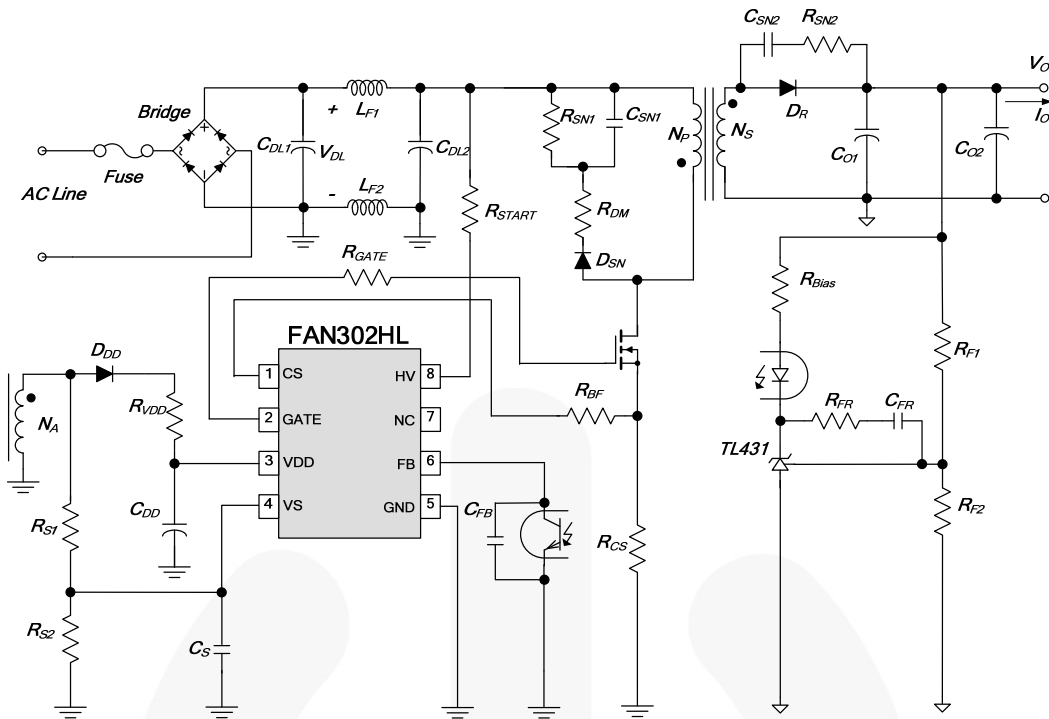 CSN2 RSN2
VO
Bridge
+ LF1
RSN1 CSN1
NP NS
DR
IO
CDL1 VDL CDL2
CO1 CO2
Fuse
AC Line
- LF2
RSTART
RDM
RGATE
DSN
RBias
FAN302HL
DDD
1 CS HV 8
RF1
RVDD
RBF
NA
2 GATE NC 7
RFR CFR
TL431
3 VDD FB 6
4 VS GND 5
CDD
CFB
RF2
RS1
RCS
RS2
CS